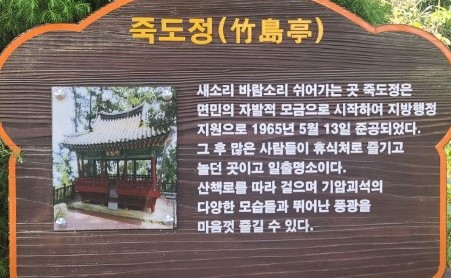 죽도정(竹島亭)
새소리 바람소리 쉬어가는 곳 죽도정은
면민의 자발적 모금으로 시작하여 지방행정
지원으로 1965년 5월 13일 준공되었다.
그 후 많은 사람들이 휴식처로 즐기고
놀던 곳이고 일출명소이다.
산책로를 따라 걸으며 기암괴석의
다양한 모습들과 뛰어난 풍광을
마음껏 즐길 수 있다.